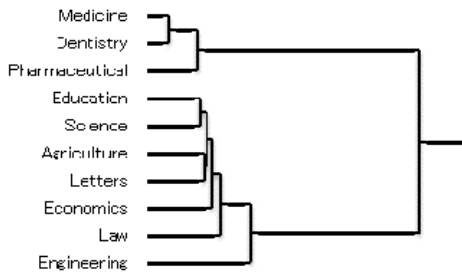 Medicine
Dentistry
Pharmaceutical
Education
Science
Agriculture
Letters
Economics
Law
Engineering